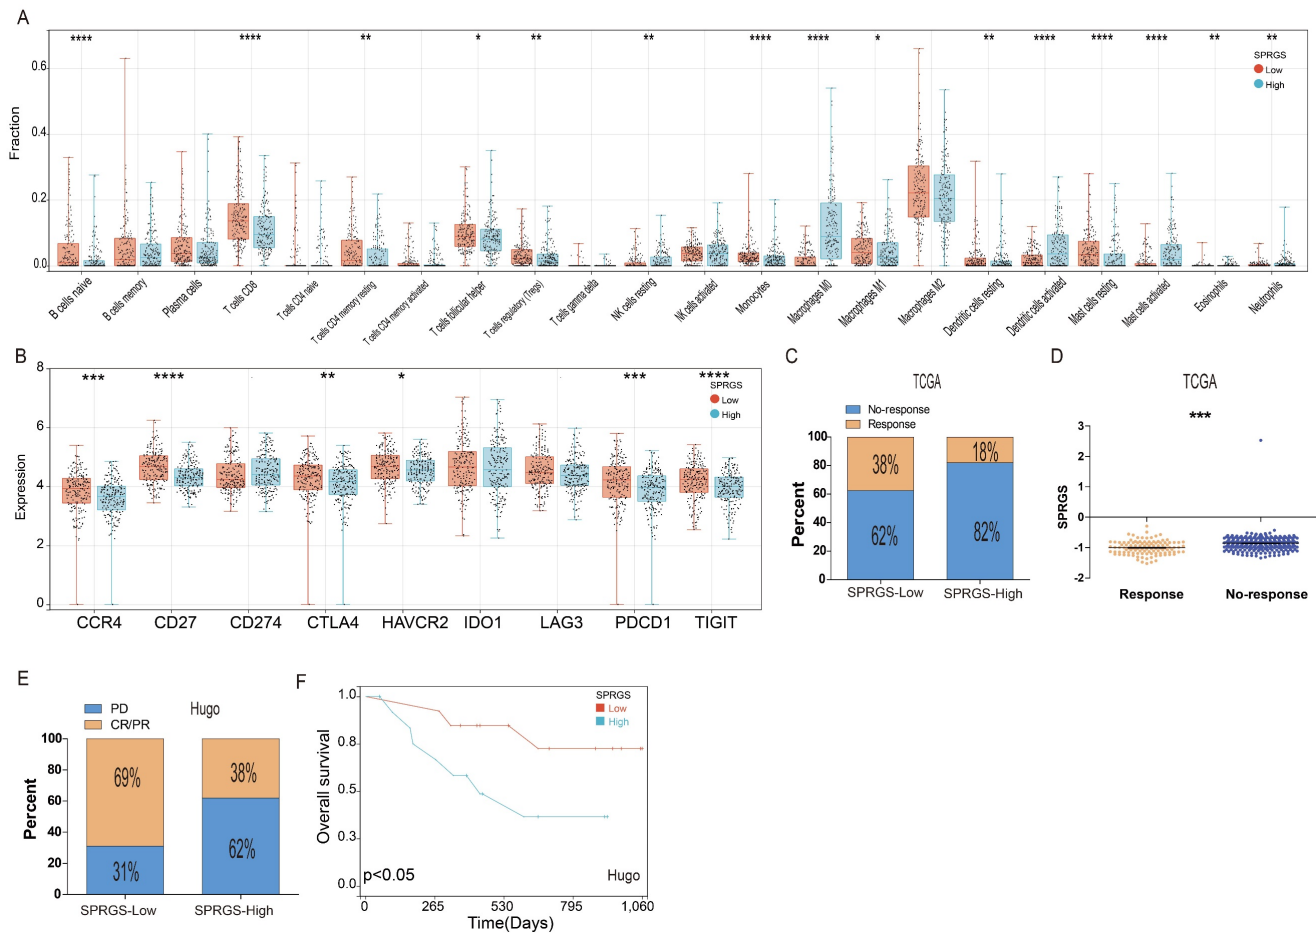 A
**** **** ** * ** ** **** **** * ** **** **** **** ** **
SPRGS
Low
High
Fraction
0.6
0.4
0.2
0.0
B cells naive
B cells memory
Plasma cells
T cells CD8
T cells CD4 naive
T cells CD4 memory resting
T cells CD4 memory activated
T cells follicular helper
T cells regulatory (Tregs)
T cells gamma delta
NK cells resting
NK cells activated
Monocytes
Macrophages M0
Macrophages M1
Macrophages M2
Dendritic cells resting
Dendritic cells activated
Mast cells resting
Mast cells activated
Eosinophils
Neutrophils
B
*** **** ** * *** ****
SPRGS
Low
High
Expression
8
6
4
2
0
CCR4 CD27 CD274 CTLA4 HAVCR2 IDO1 LAG3 PDCD1 TIGIT
C
TCGA
No-response
Response
Percent
100
80
60
40
20
0
38%
62%
18%
82%
SPRGS-Low SPRGS-High
D
TCGA
***
SPRGS
3
2
1
0
-1
-2
Response No-response
E
PD
CR/PR
Hugo
Percent
100
80
60
40
20
0
69%
31%
38%
62%
SPRGS-Low SPRGS-High
F
SPRGS
Low
High
Overall survival
1.0
0.8
0.5
0.3
0.0
p<0.05
Hugo
0 265 530 795 1,060
Time(Days)